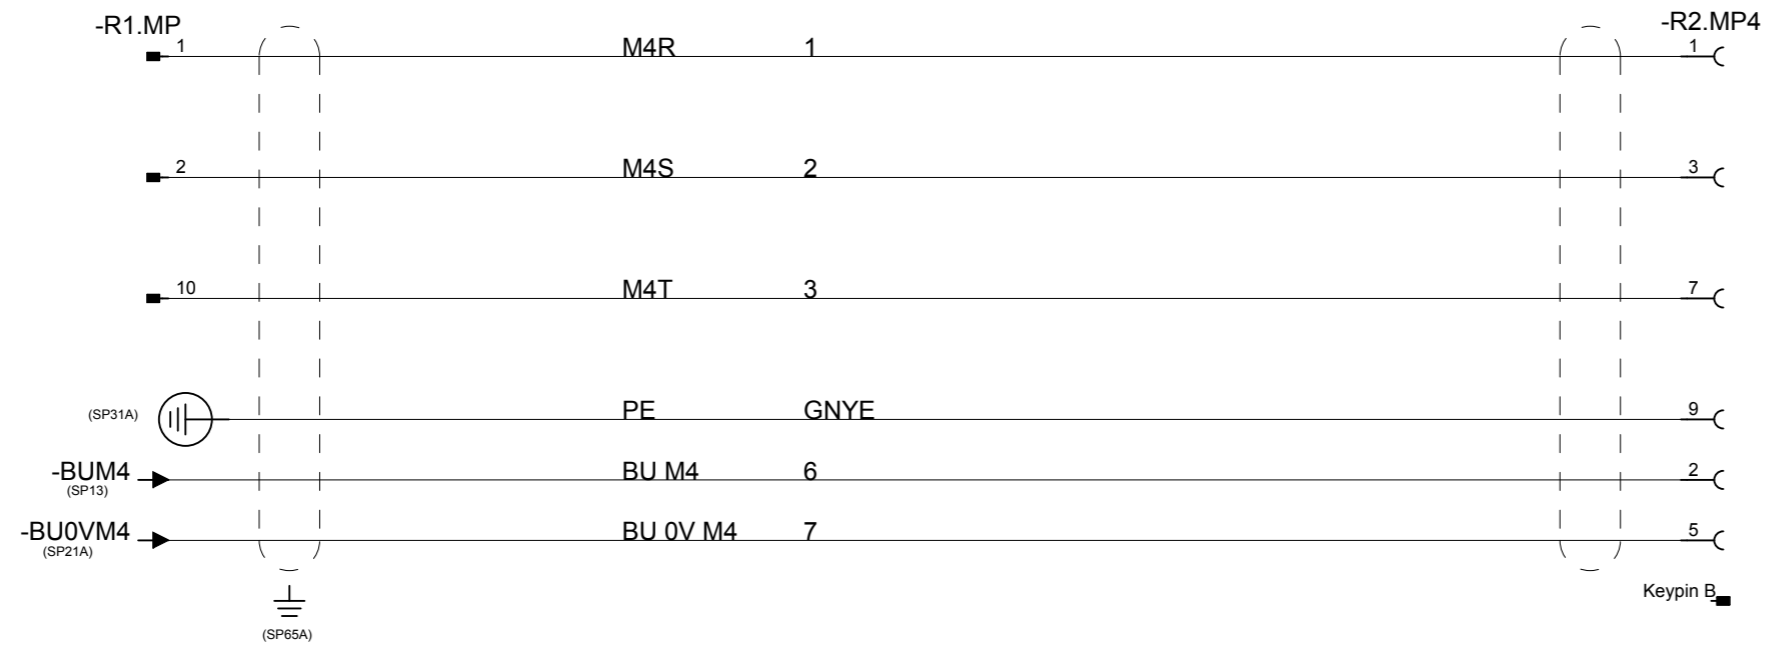 -R1.MP -R2.MP4
1 M4R 1 1
2 M4S 2 3
10 M4T 3 7
(SP31A) PE GNYE 9
-BUM4 BU M4 6 2
(SP13)
-BU0VM4 BU 0V M4 7 5
(SP21A)
Keypin B
(SP65A)